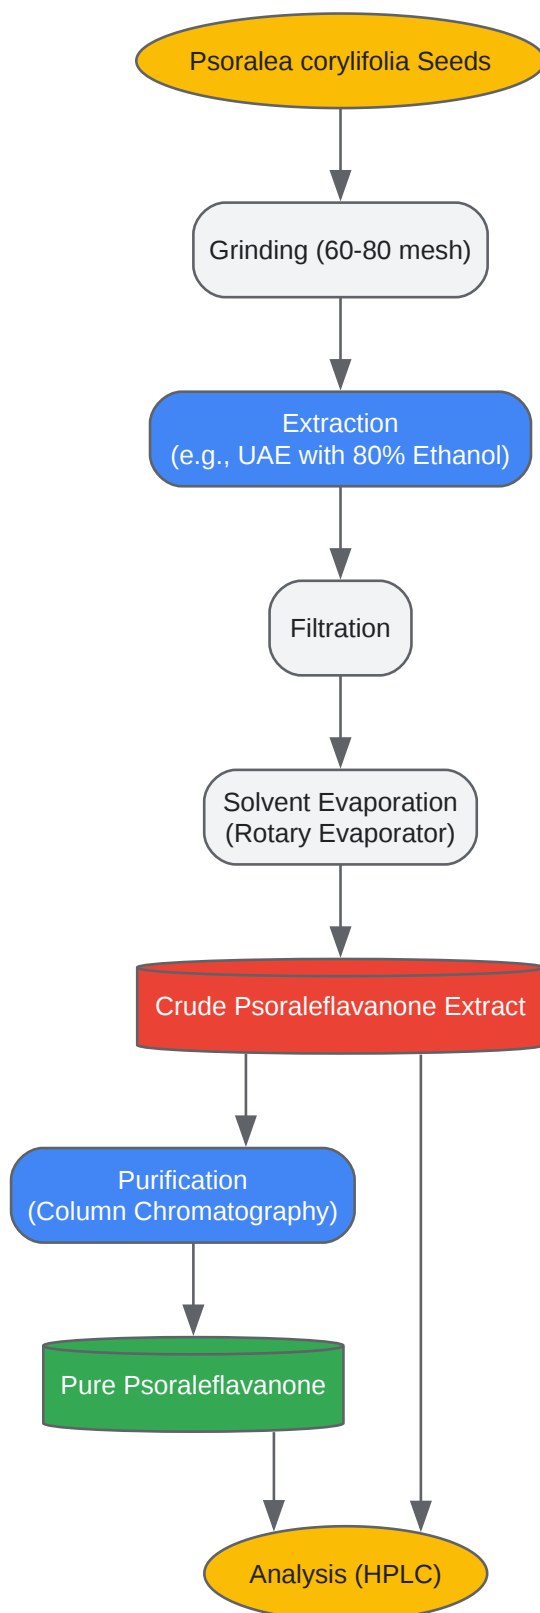 Psoralea corylifolia Seeds
Grinding (60-80 mesh)
Extraction
(e.g., UAE with 80% Ethanol)
Filtration
Solvent Evaporation
(Rotary Evaporator)
Crude Psoraleflavanone Extract
Purification
(Column Chromatography)
Pure Psoraleflavanone
Analysis (HPLC)